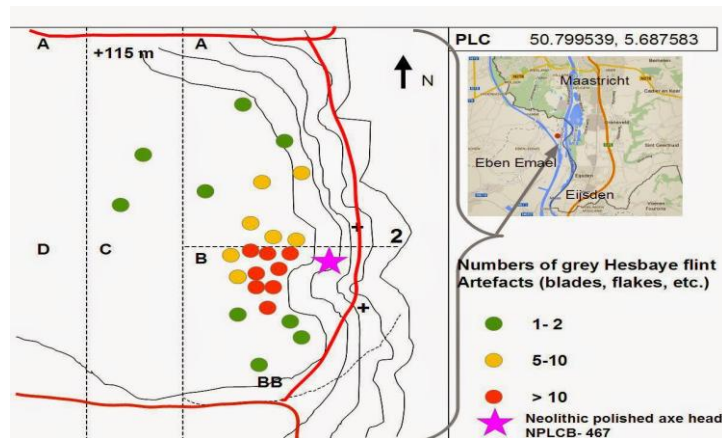 A
+115 m
A
N
D
C
B
2
+
+
BB
PLC 50.799539, 5.687583
Maastricht
Eben Emael
Eijsden
Numbers of grey Hesbaye flint
Artefacts (blades, flakes, etc.)
1- 2
5-10
> 10
Neolithic polished axe head
NPLCB- 467